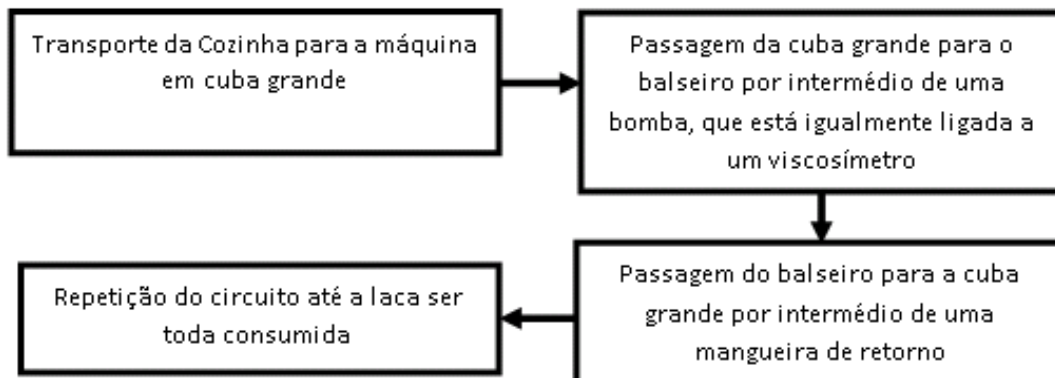 Transporte da Cozinha para a máquina
em cuba grande
Passagem da cuba grande para o
balseiro por intermédio de uma
bomba, que está igualmente ligada a
um viscosímetro
Passagem do balseiro para a cuba
grande por intermédio de uma
mangueira de retorno
Repetição do circuito até a laca ser
toda consumida